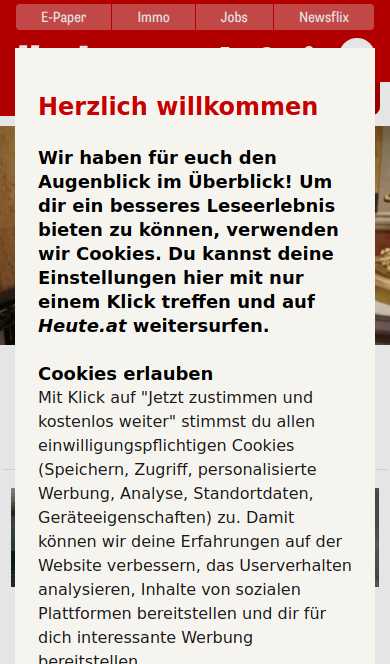 E-Paper
Immo
Jobs
Newsflix
Herzlich willkommen
Wir haben für euch den
Augenblick im Überblick! Um
dir ein besseres Leseerlebnis
bieten zu können, verwenden
wir Cookies. Du kannst deine
Einstellungen hier mit nur
einem Klick treffen und auf
Heute.at weitersurfen.
Cookies erlauben
Mit Klick auf "Jetzt zustimmen und
kostenlos weiter" stimmst du allen
einwilligungspflichtigen Cookies
(Speichern, Zugriff, personalisierte
Werbung, Analyse, Standortdaten,
Geräteeigenschaften) zu. Damit
können wir deine Erfahrungen auf der
Website verbessern, das Userverhalten
analysieren, Inhalte von sozialen
Plattformen bereitstellen und dir für
dich interessante Werbung
bereitstellen